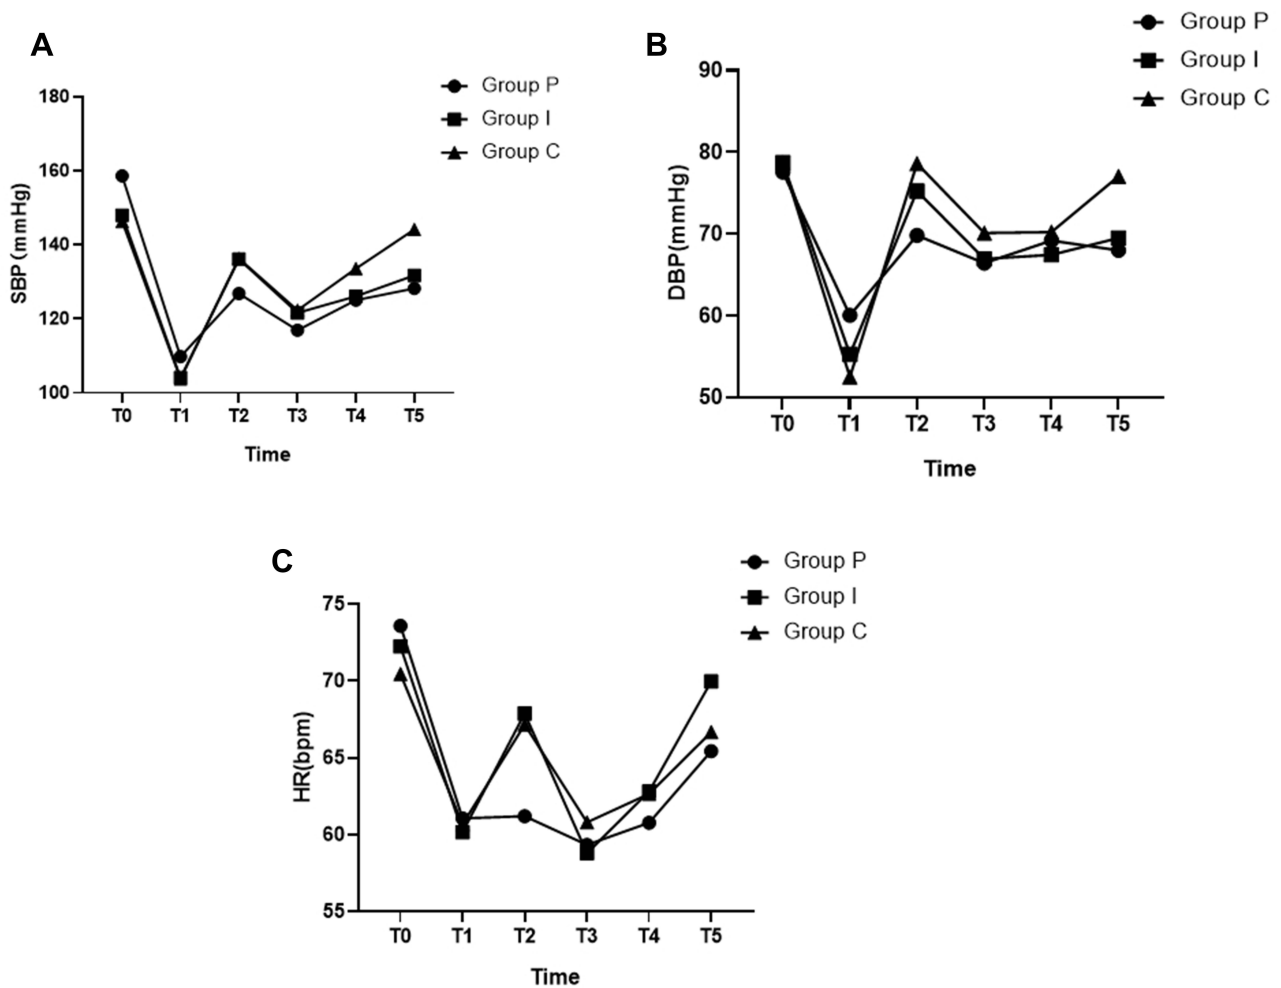 A
Group P
Group I
Group C
SBP (mmHg)
180
160
140
120
100
T0 T1 T2 T3 T4 T5
Time
B
Group P
Group I
Group C
DBP(mmHg)
90
80
70
60
50
T0 T1 T2 T3 T4 T5
Time
C
Group P
Group I
Group C
HR(bpm)
75
70
65
60
55
T0 T1 T2 T3 T4 T5
Time